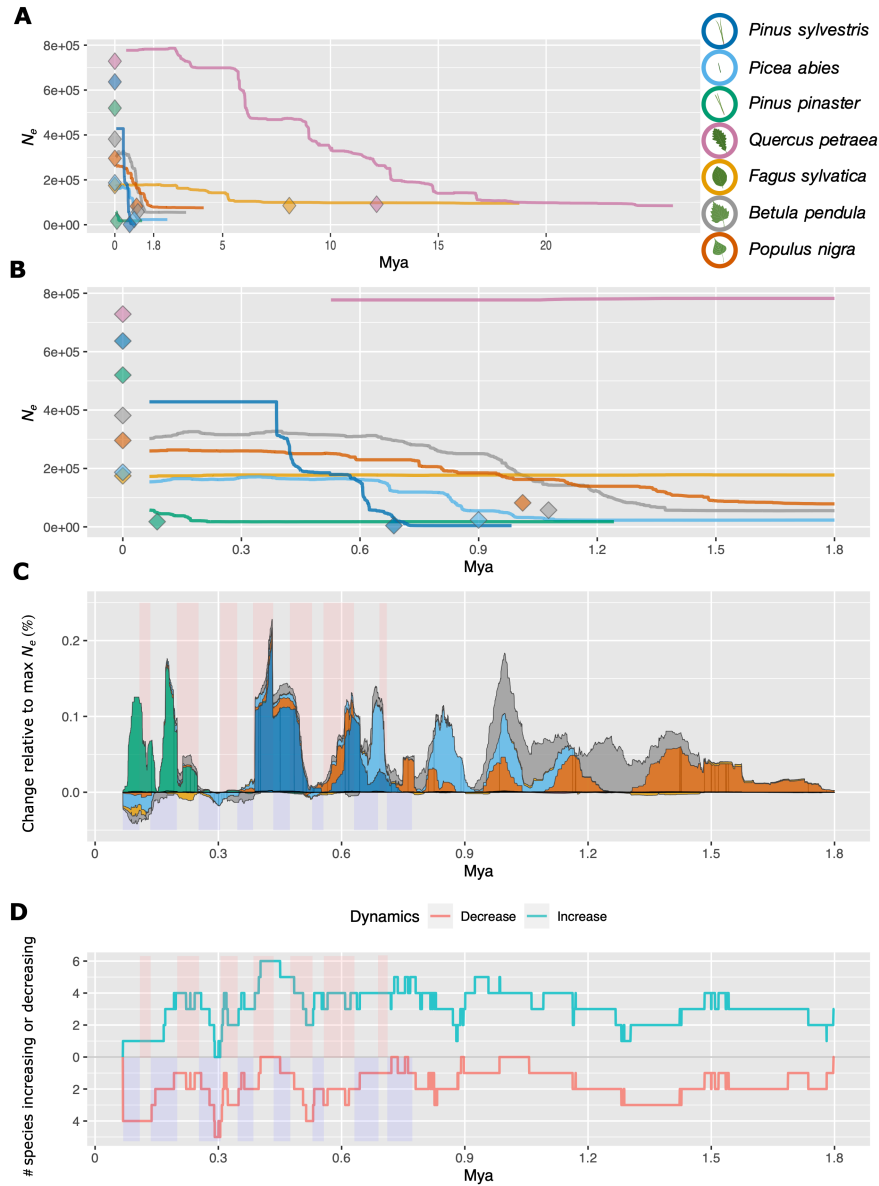 A
8e+05
6e+05
4e+05
2e+05
0e+00
Ne
0
1.8
5
10
15
20
Mya
Pinus sylvestris
Picea abies
Pinus pinaster
Quercus petraea
Fagus sylvatica
Betula pendula
Populus nigra
B
8e+05
6e+05
4e+05
2e+05
0e+00
Ne
0
0.3
0.6
0.9
1.2
1.5
1.8
Mya
C
Change relative to max Ne (%)
0.2
0.1
0.0
0
0.3
0.6
0.9
1.2
1.5
1.8
Mya
D
Dynamics
Decrease
Increase
# species increasing or decreasing
6
4
2
0
2
4
0
0.3
0.6
0.9
1.2
1.5
1.8
Mya